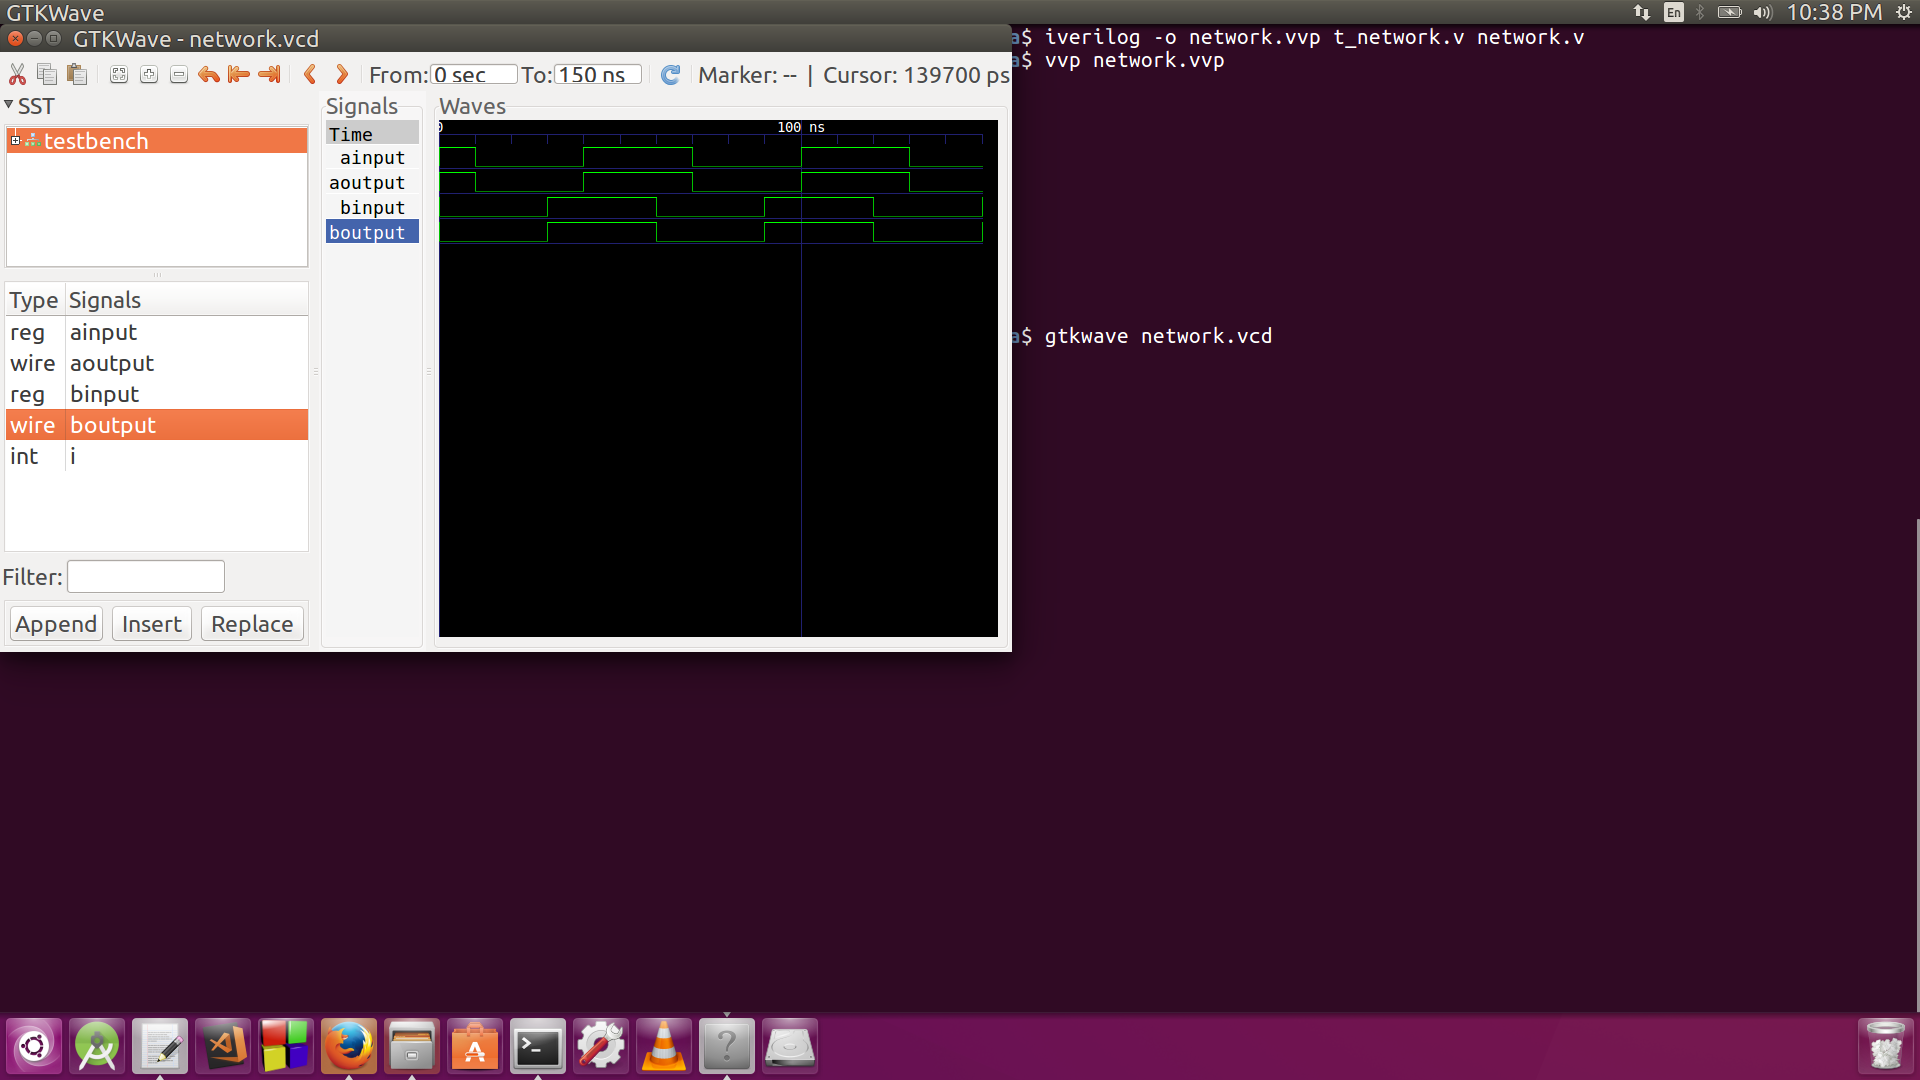 GTKWave
En
10:38 PM
GTKWave - network.vcd
From: 0 sec To: 150 ns Marker: -- | Cursor: 139700 ps
SST
testbench
Type Signals
reg ainput
wire aoutput
reg binput
wire boutput
int i
Filter:
Append Insert Replace
Signals
Time
ainput
aoutput
binput
boutput
Waves
0 100 ns
a$ iverilog -o network.vvp t_network.v network.v
a$ vvp network.vvp
a$ gtkwave network.vcd